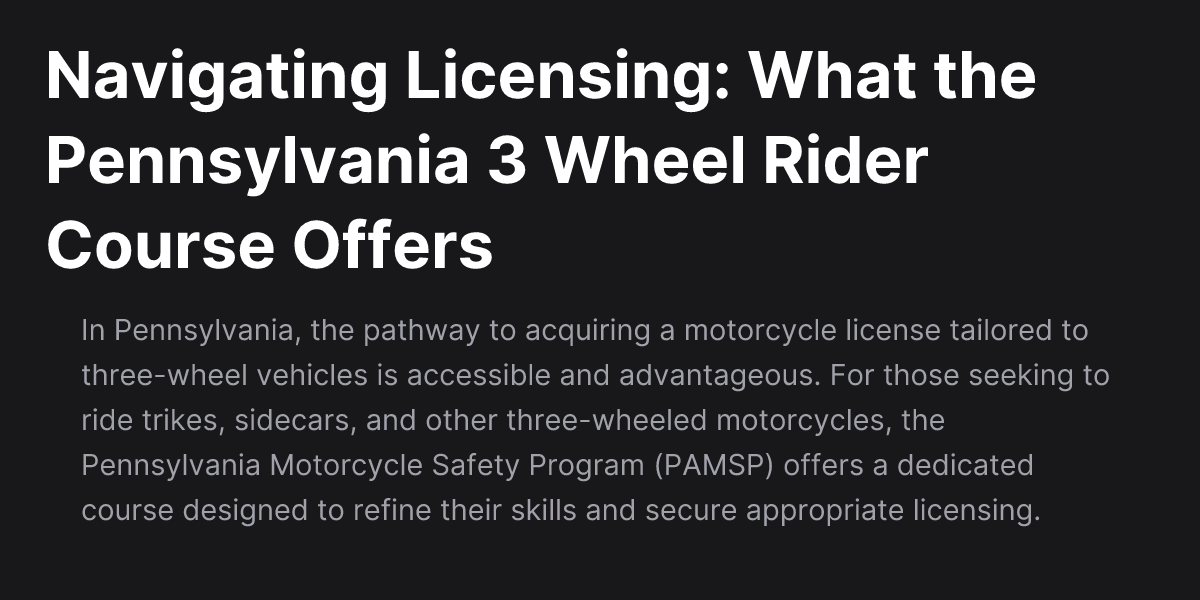 Navigating Licensing: What the
Pennsylvania 3 Wheel Rider
Course Offers
In Pennsylvania, the pathway to acquiring a motorcycle license tailored to
three-wheel vehicles is accessible and advantageous. For those seeking to
ride trikes, sidecars, and other three-wheeled motorcycles, the
Pennsylvania Motorcycle Safety Program (PAMSP) offers a dedicated
course designed to refine their skills and secure appropriate licensing.